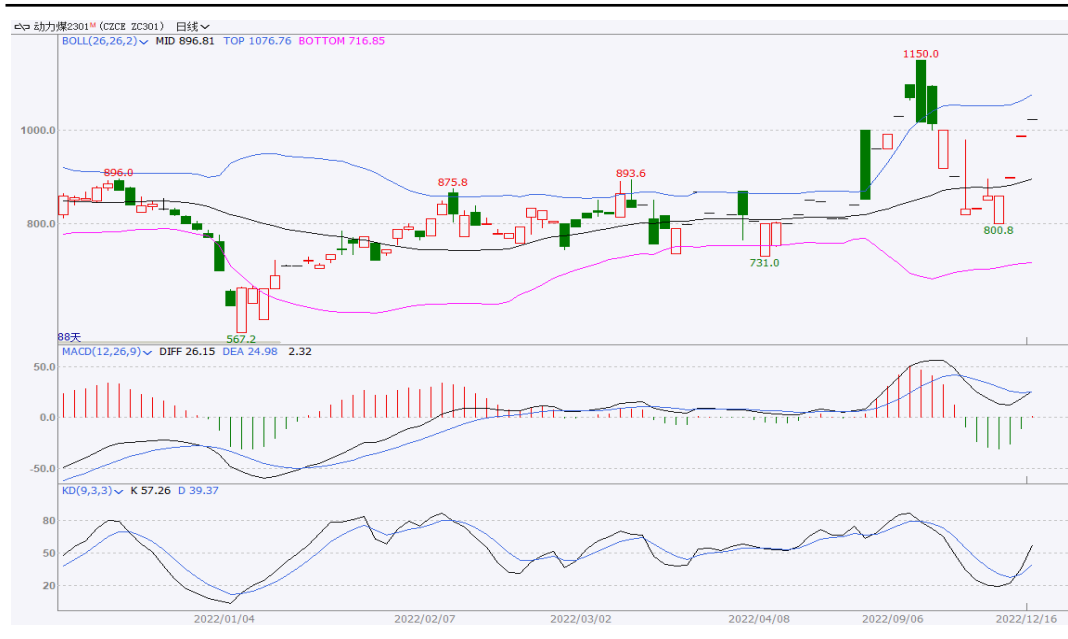 动力煤2301ᴹ (CZCE ZC301) 日线
BOLL(26,26,2) MID 896.81 TOP 1076.76 BOTTOM 716.85
1150.0
1000.0
896.0
875.8
893.6
800.0
800.8
731.0
567.2
88天
MACD(12,26,9) DIFF 26.15 DEA 24.98 2.32
50.0
0.0
-50.0
KD(9,3,3) K 57.26 D 39.37
80
50
20
2022/01/04 2022/02/07 2022/03/02 2022/04/08 2022/09/06 2022/12/16